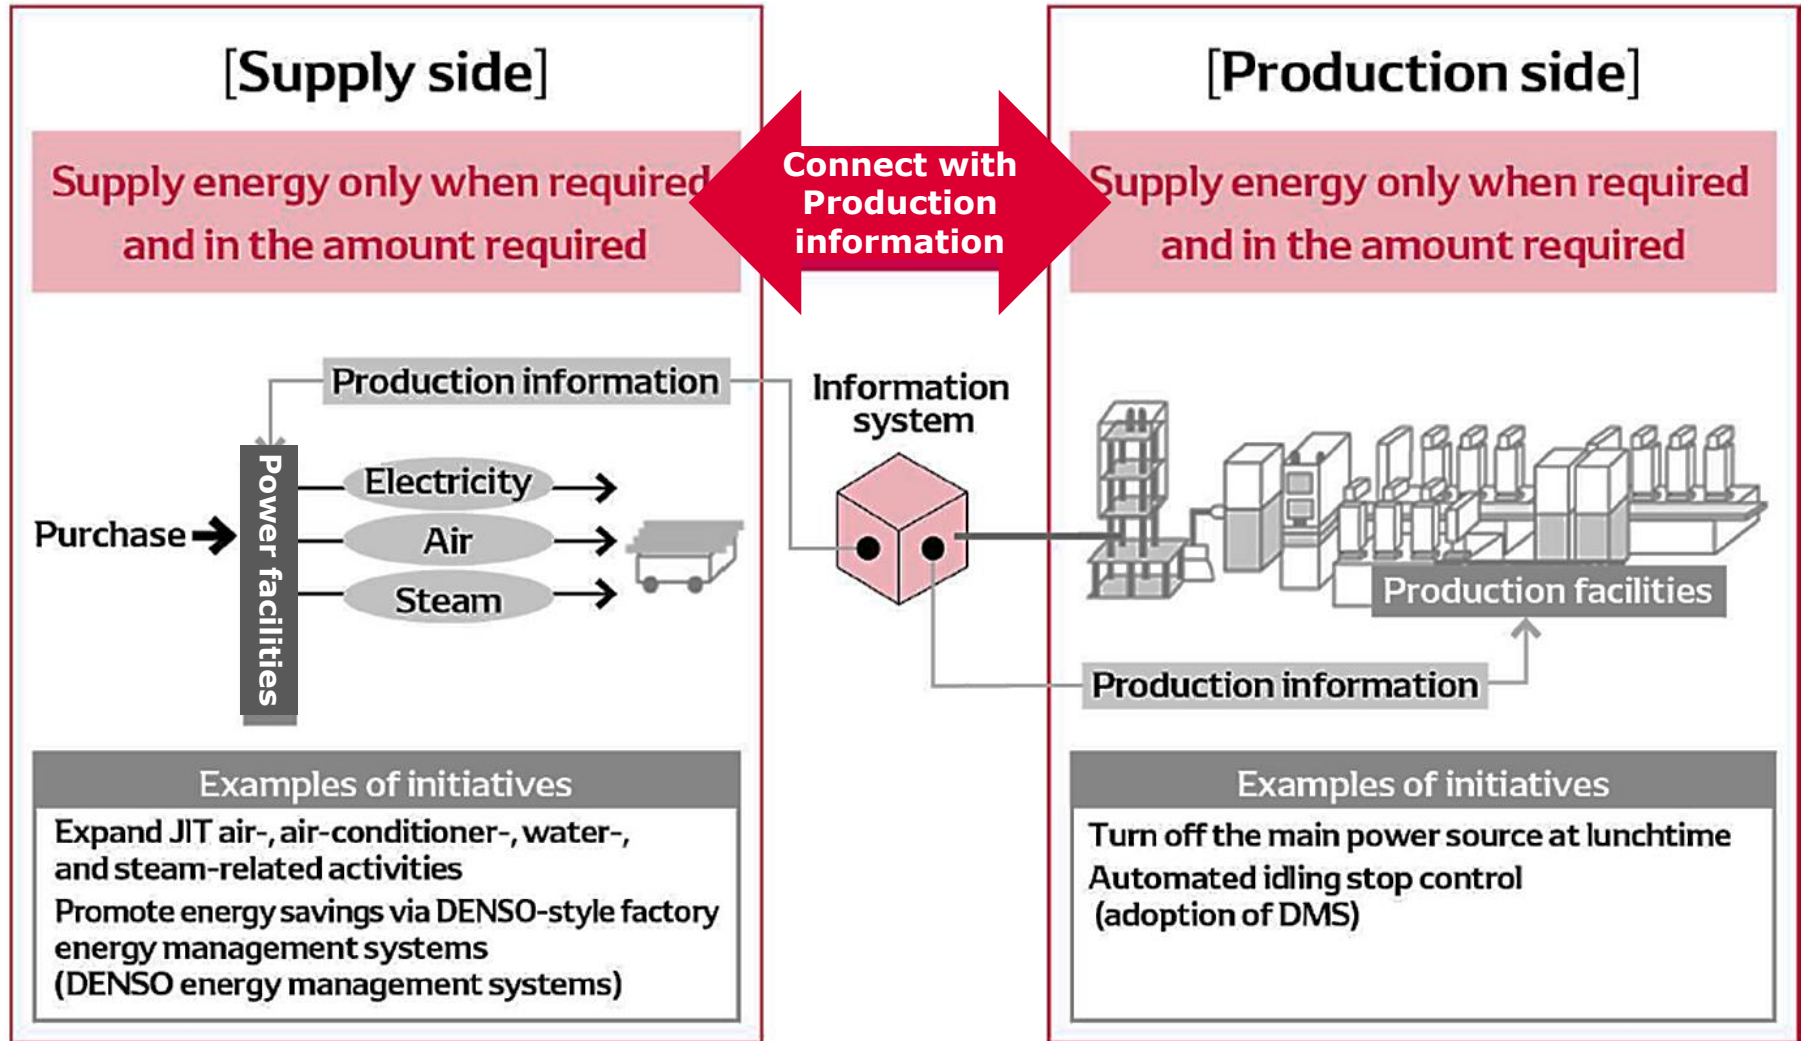 [Supply side]
Supply energy only when required
and in the amount required
Connect with
Production
information
[Production side]
Supply energy only when required
and in the amount required
Production information
Purchase
Power facilities
Electricity
Air
Steam
Information
system
Production facilities
Production information
Examples of initiatives
Expand JIT air-, air-conditioner-, water-,
and steam-related activities
Promote energy savings via DENSO-style factory
energy management systems
(DENSO energy management systems)
Examples of initiatives
Turn off the main power source at lunchtime
Automated idling stop control
(adoption of DMS)